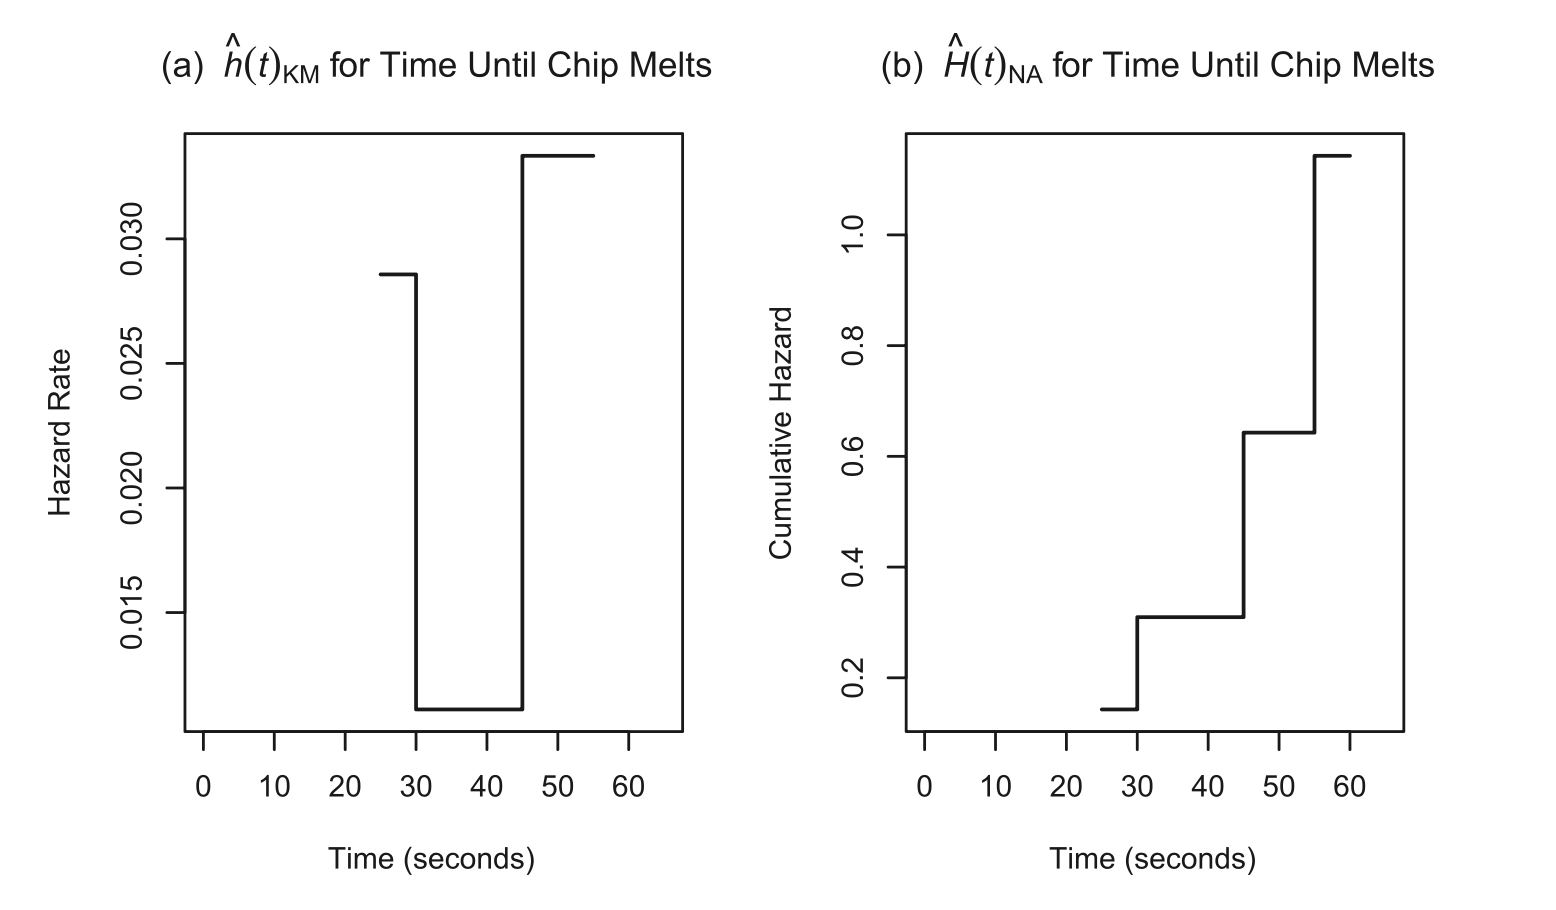 (a) ĥ(t)KM for Time Until Chip Melts
Hazard Rate
0.030
0.025
0.020
0.015
0 10 20 30 40 50 60
Time (seconds)
(b) Ĥ(t)NA for Time Until Chip Melts
Cumulative Hazard
1.0
0.8
0.6
0.4
0.2
0 10 20 30 40 50 60
Time (seconds)